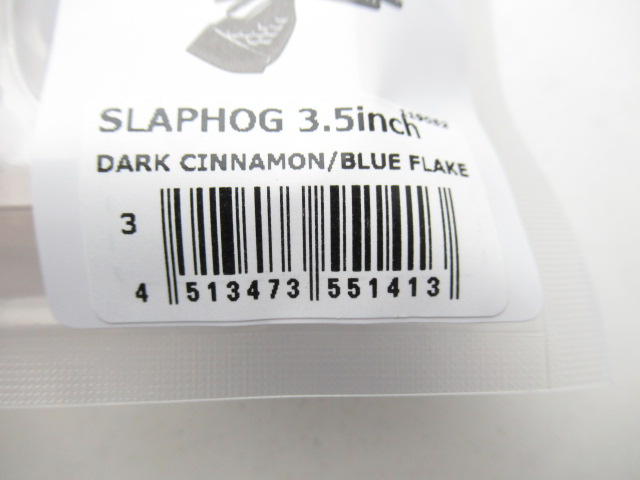 SLAPHOG 3.5inch
DARK CINNAMON/BLUE FLAKE
3
4 513473 551413